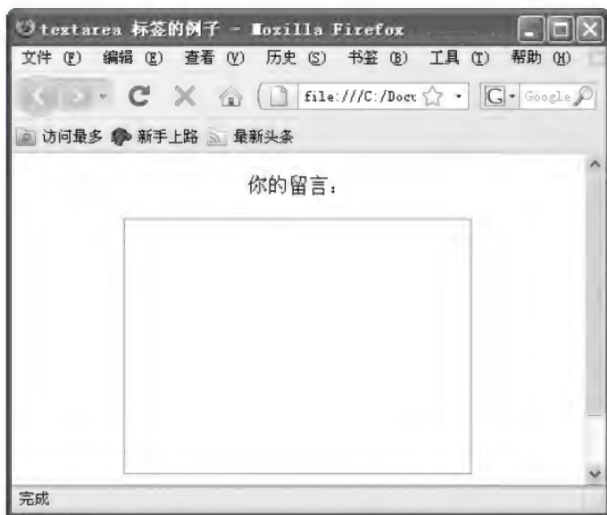 textarea 标签的例子 - Mozilla Firefox
文件 (F) 编辑 (E) 查看 (V) 历史 (S) 书签 (B) 工具 (T) 帮助 (H)
file:///C:/Docu Google
访问最多 新手上路 最新头条
你的留言：
完成